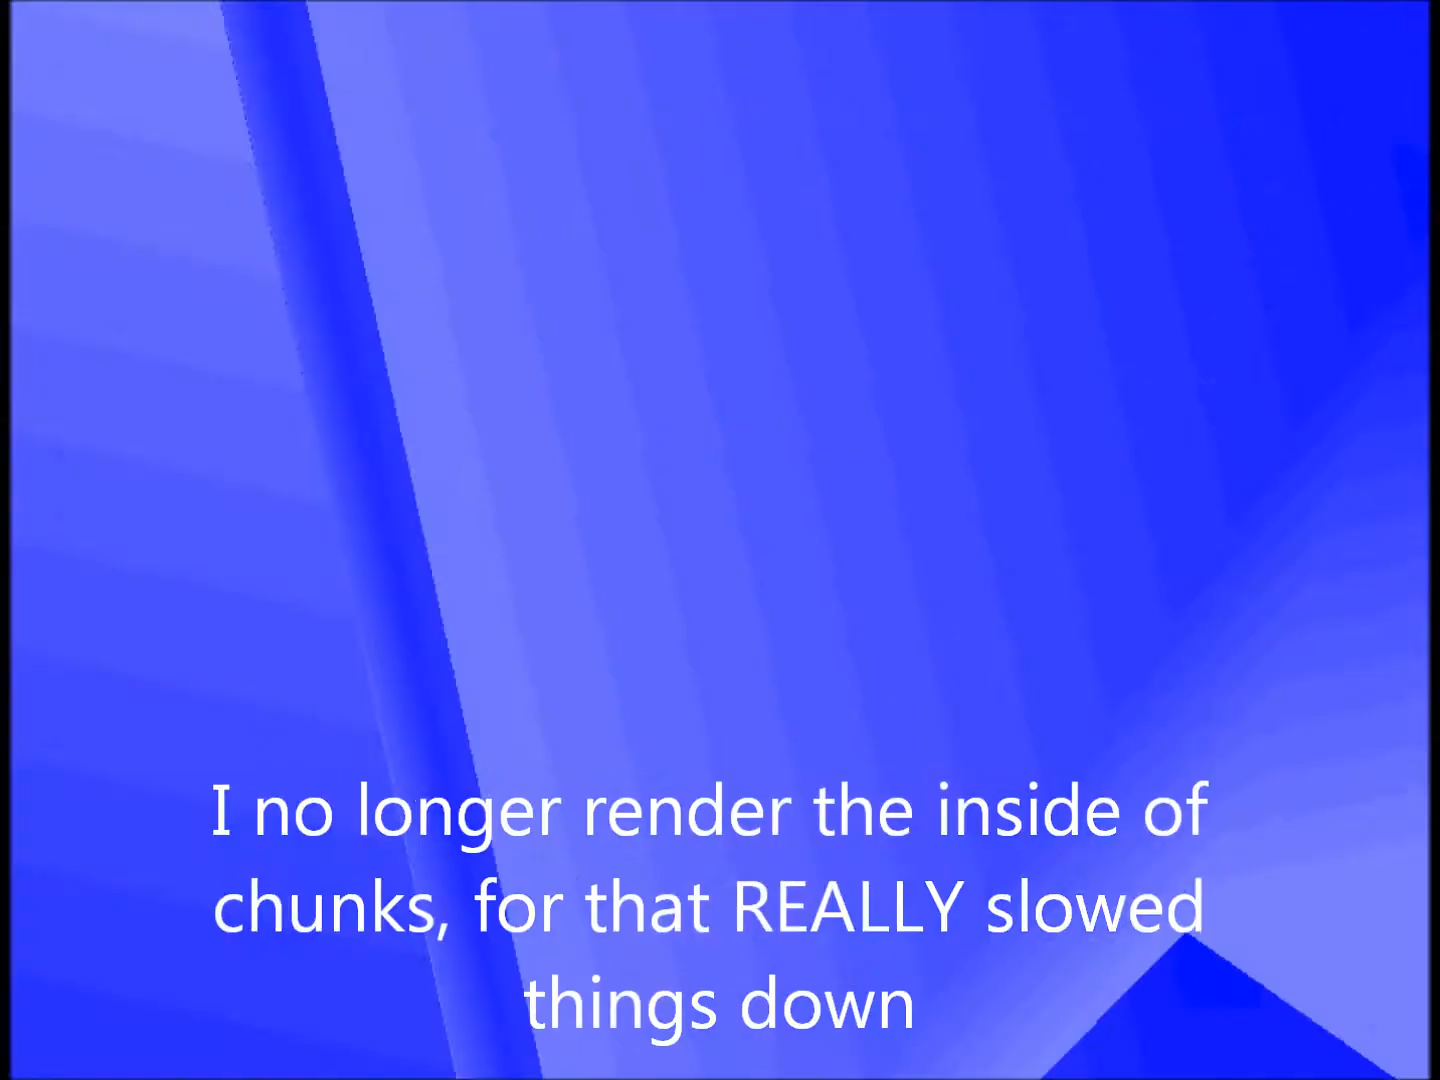 I no longer render the inside of
chunks, for that REALLY slowed
things down